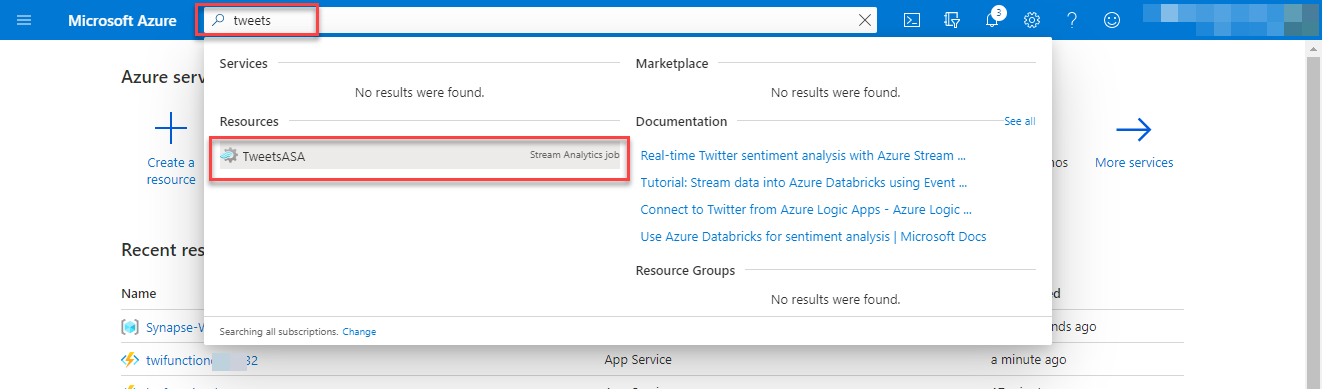 Microsoft Azure
tweets
3
Azure serv
Services
No results were found.
Marketplace
No results were found.
Resources
TweetsASA
Stream Analytics job
Documentation
See all
Real-time Twitter sentiment analysis with Azure Stream ...
Tutorial: Stream data into Azure Databricks using Event ...
Connect to Twitter from Azure Logic Apps - Azure Logic ...
Use Azure Databricks for sentiment analysis | Microsoft Docs
Resource Groups
No results were found.
Searching all subscriptions. Change
Create a
resource
More services
Recent res
Name
Synapse-W
nds ago
twifunction
32
App Service
a minute ago